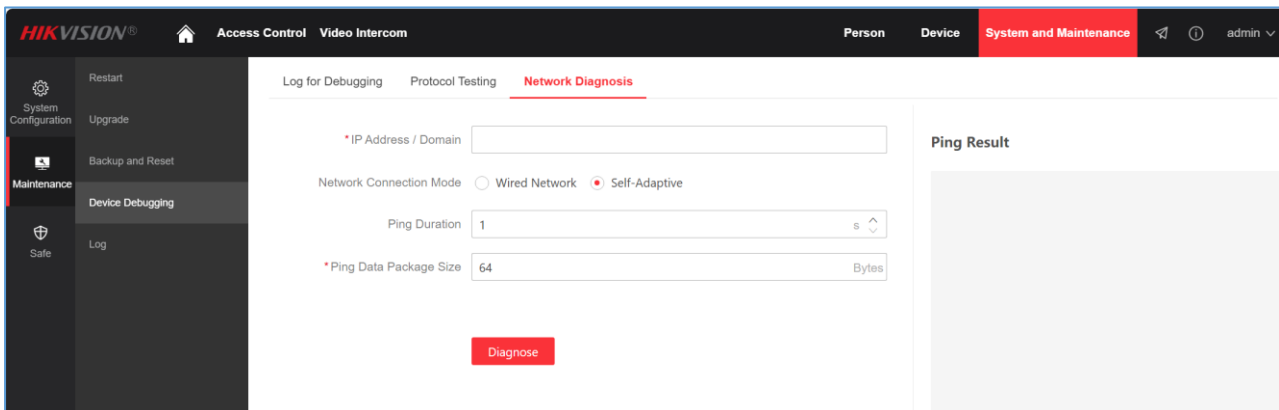 HIKVISION® Access Control Video Intercom Person Device System and Maintenance admin
System Configuration
Maintenance
Safe
Restart
Upgrade
Backup and Reset
Device Debugging
Log
Log for Debugging Protocol Testing Network Diagnosis
*IP Address / Domain
Network Connection Mode Wired Network Self-Adaptive
Ping Duration 1 s
*Ping Data Package Size 64 Bytes
Diagnose
Ping Result